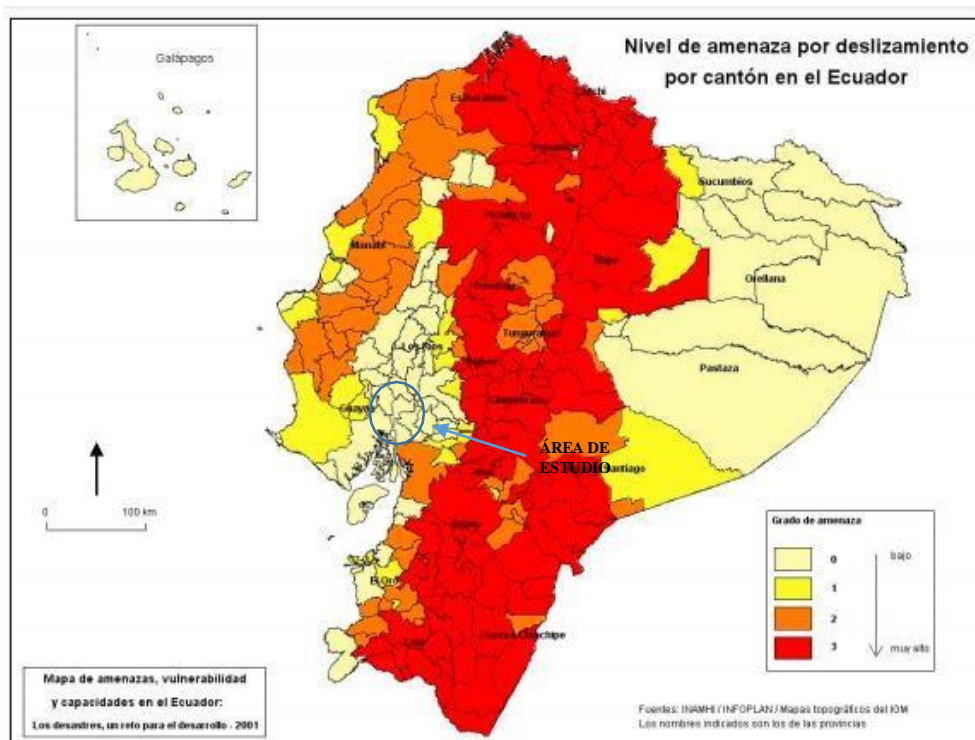 Nivel de amenaza por deslizamiento
por cantón en el Ecuador
Galápagos
Esmeraldas
Carchi
Imbabura
Sucumbíos
Pichincha
Manabí
Napo
Orellana
Cotopaxi
Tungurahua
Los Ríos
Bolívar
Pastaza
Chimborazo
Guayas
ÁREA DE
ESTUDIO
Santiago
Cañar
Azuay
El Oro
Loja
Zamora Chinchipe
0
100 km
Grado de amenaza
0
bajo
1
2
3
muy alto
Mapa de amenazas, vulnerabilidad
y capacidades en el Ecuador:
Los desastres, un reto para el desarrollo - 2001
Fuentes: INAMHI / INFOPLAN / Mapas topográficos del IGM
Los nombres indicados son los de las provincias